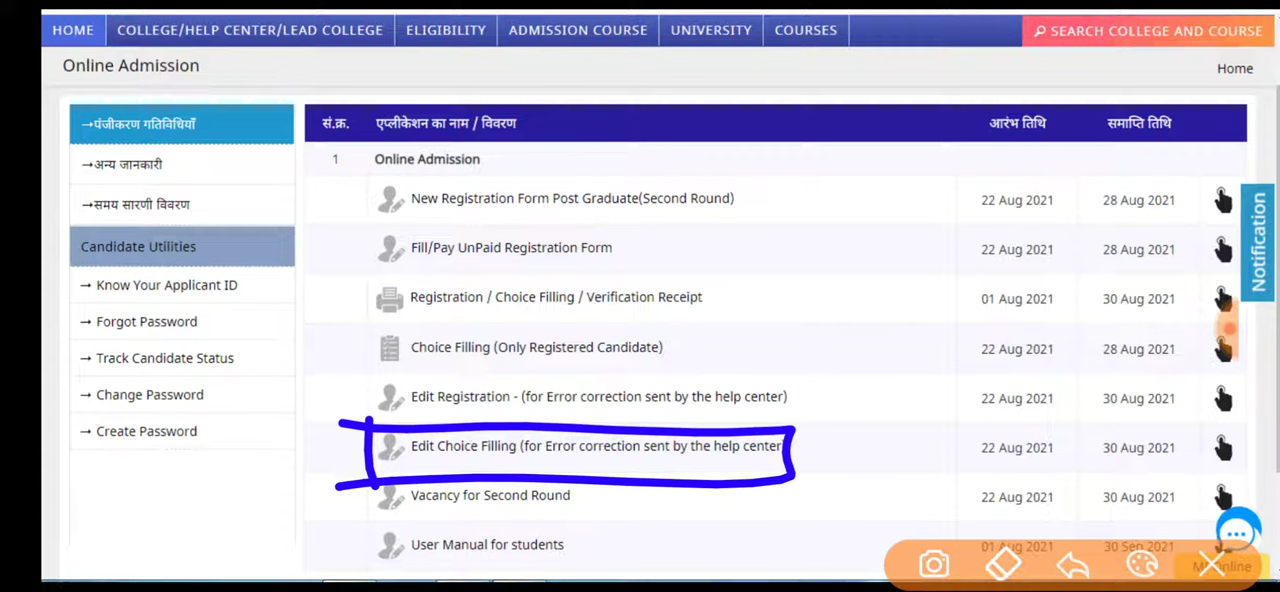 HOME COLLEGE/HELP CENTER/LEAD COLLEGE ELIGIBILITY ADMISSION COURSE UNIVERSITY COURSES SEARCH COLLEGE AND COURSE
Online Admission
Home
→पंजीकरण गतिविधियाँ
→अन्य जानकारी
→समय सारणी विवरण
Candidate Utilities
→ Know Your Applicant ID
→ Forgot Password
→ Track Candidate Status
→ Change Password
→ Create Password
सं.क्र. एप्लीकेशन का नाम / विवरण आरंभ तिथि समाप्ति तिथि
1 Online Admission
New Registration Form Post Graduate(Second Round) 22 Aug 2021 28 Aug 2021
Fill/Pay UnPaid Registration Form 22 Aug 2021 28 Aug 2021
Registration / Choice Filling / Verification Receipt 01 Aug 2021 30 Aug 2021
Choice Filling (Only Registered Candidate) 22 Aug 2021 28 Aug 2021
Edit Registration - (for Error correction sent by the help center) 22 Aug 2021 30 Aug 2021
Edit Choice Filling (for Error correction sent by the help center) 22 Aug 2021 30 Aug 2021
Vacancy for Second Round 22 Aug 2021 30 Aug 2021
User Manual for students 01 Aug 2021 30 Sep 2021
Notification